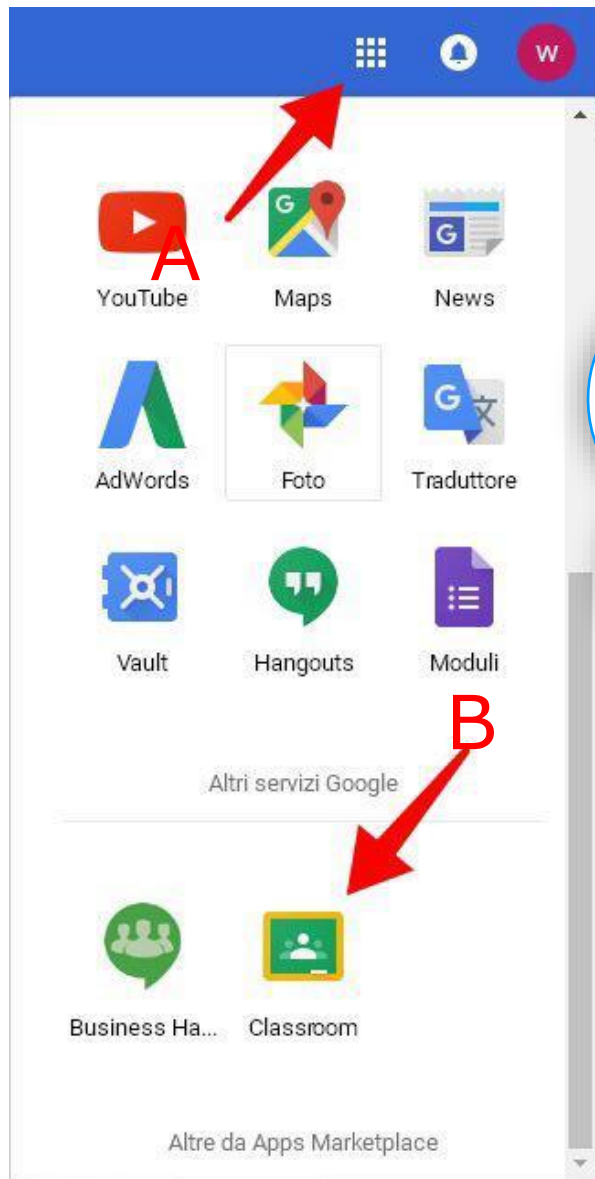 W
A
YouTube Maps News
AdWords Foto Traduttore
Vault Hangouts Moduli
B
Altri servizi Google
Business Ha... Classroom
Altre da Apps Marketplace